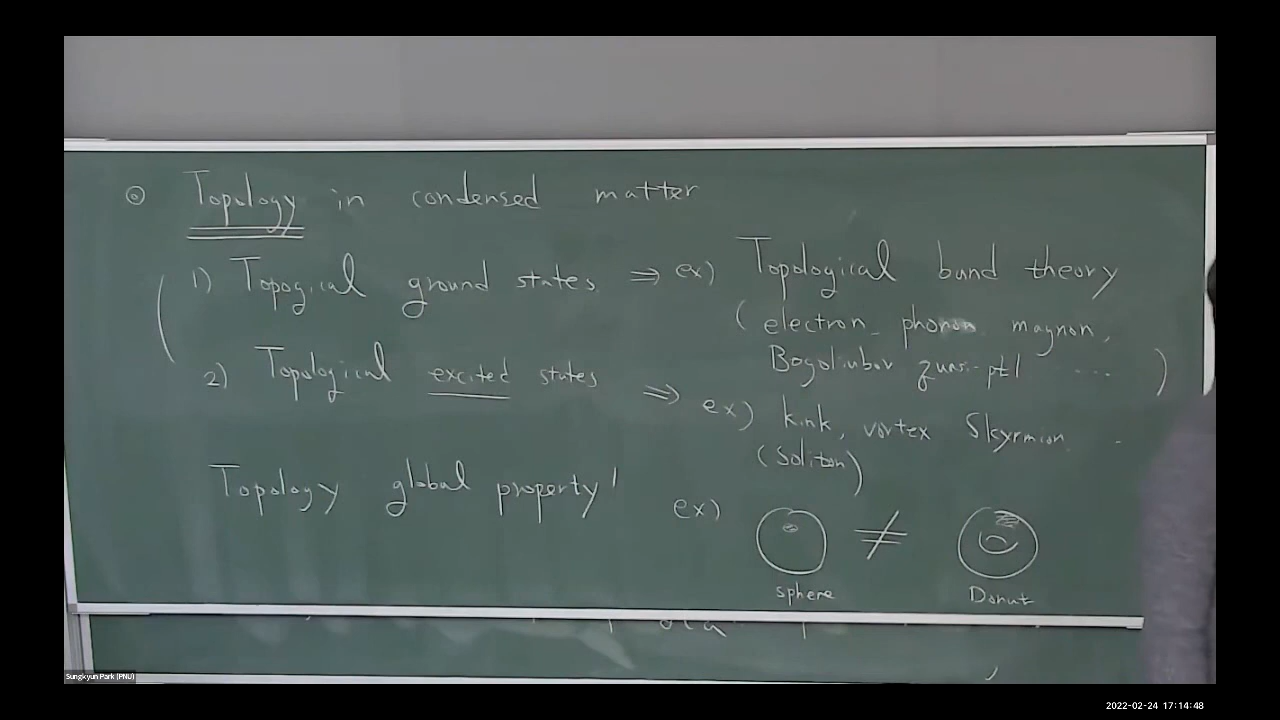 ⊙ Topology in condensed matter
1) Topogical ground states ⇒ ex) Topological band theory
( electron phonon magnon,
Bogoliubov quasi-ptl ... )
2) Topological excited states ⇒ ex) kink, vortex Skyrmion
(Soliton)
Topology global property'
ex) ≠
sphere Donut
Sungkyun Park (PNU)
2022-02-24 17:14:48